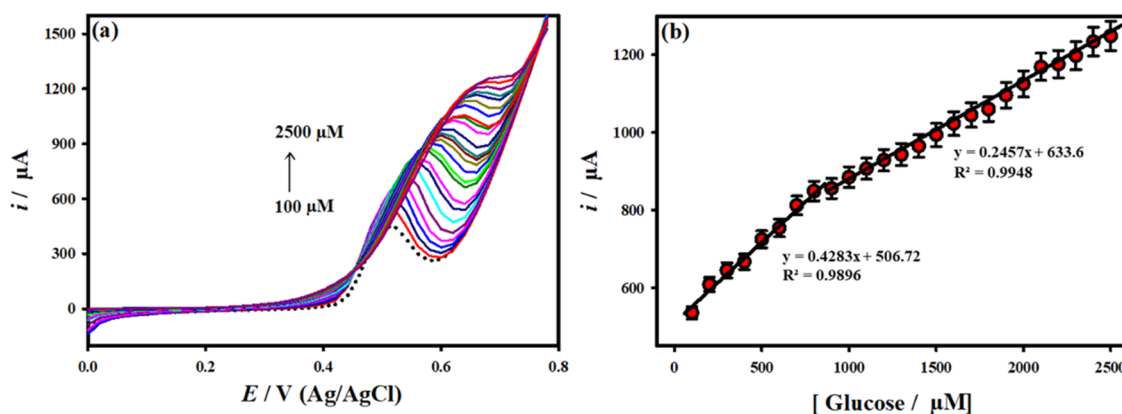 (a)
1500
1200
900
600
300
0
i / µA
2500 µM
100 µM
0.0 0.2 0.4 0.6 0.8
E / V (Ag/AgCl)
(b)
1200
1000
800
600
i / µA
y = 0.2457x + 633.6
R² = 0.9948
y = 0.4283x + 506.72
R² = 0.9896
0 500 1000 1500 2000 2500
[ Glucose / µM]